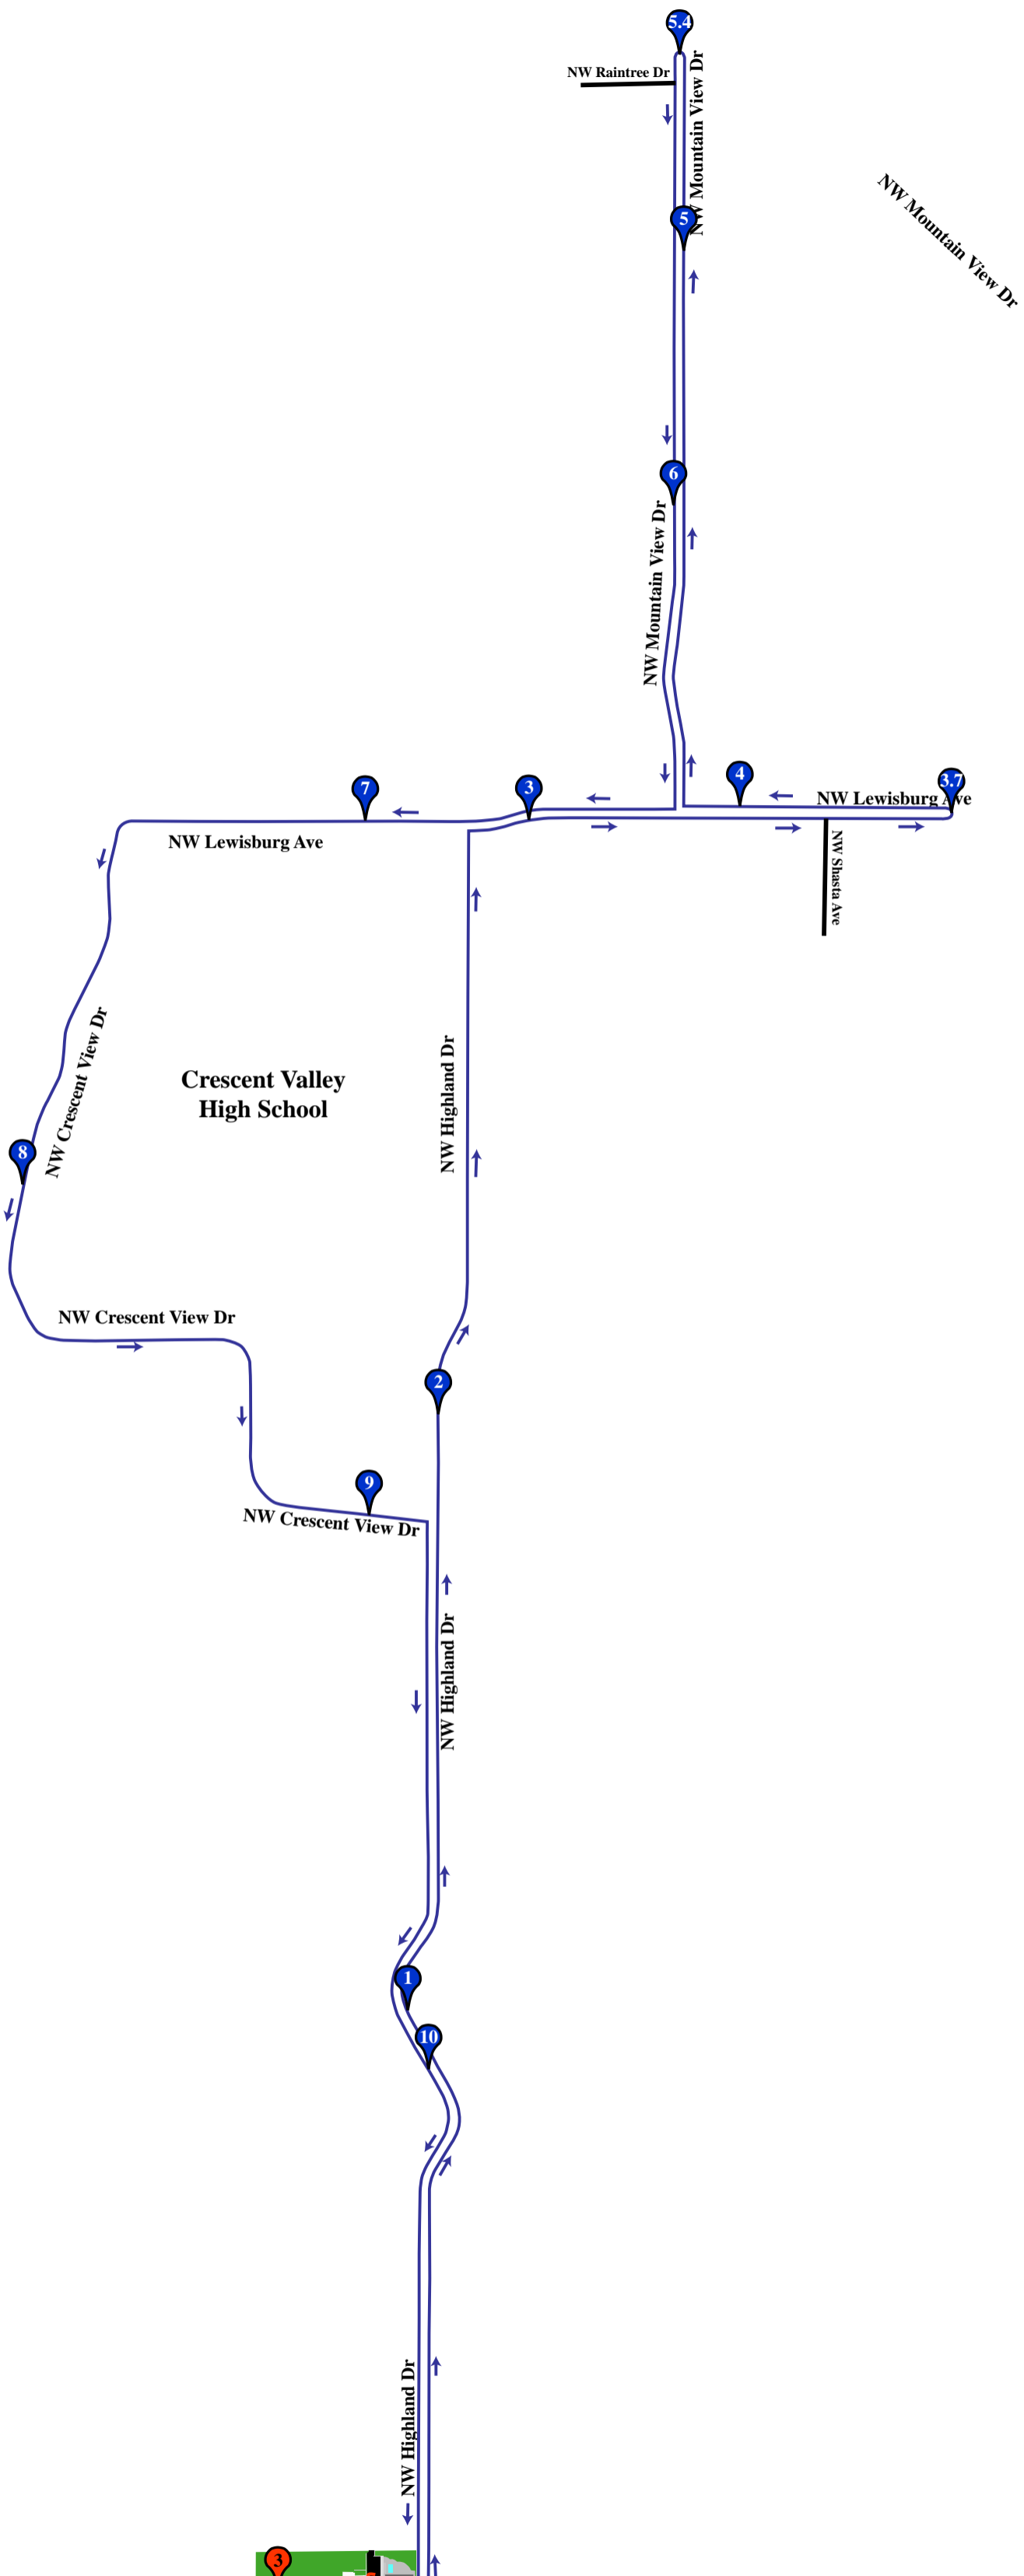 5.4
NW Raintree Dr
NW Mountain View Dr
NW Mountain View Dr
5
6
NW Mountain View Dr
4
3.7
7
3
NW Lewisburg Ave
NW Lewisburg Ave
NW Shasta Ave
NW Crescent View Dr
NW Highland Dr
Crescent Valley
High School
8
NW Crescent View Dr
2
9
NW Crescent View Dr
NW Highland Dr
1
10
NW Highland Dr
3